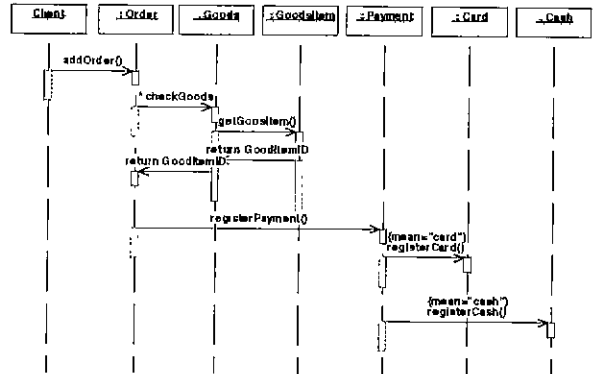 Client
: Order
: Goods
: GoodsItem
: Payment
: Card
: Cash
addOrder()
* checkGoods
getGoosItem()
return GoodItemID
return GoodItemID
registerPayment()
{mean="card"}
registerCard()
{mean="cash"}
registerCash()